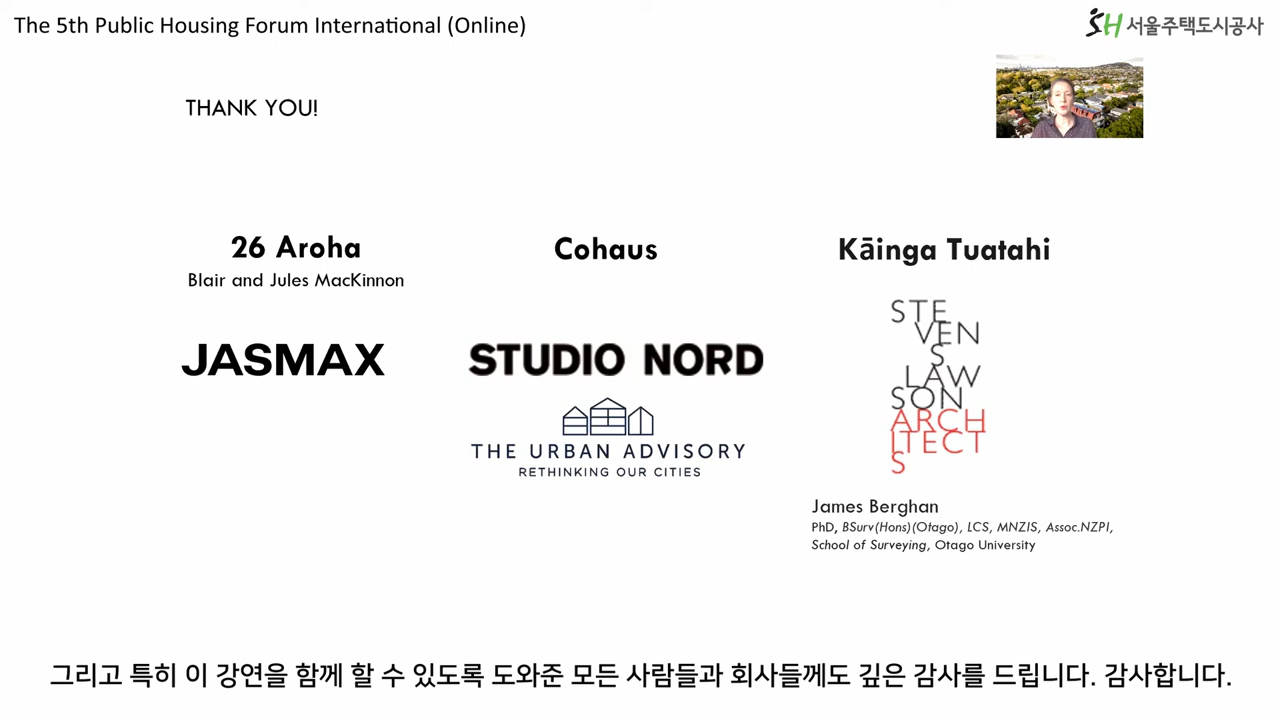 The 5th Public Housing Forum International (Online)
SH 서울주택도시공사
THANK YOU!
26 Aroha
Blair and Jules MacKinnon
JASMAX
Cohaus
STUDIO NORD
THE URBAN ADVISORY
RETHINKING OUR CITIES
Kāinga Tuatahi
STE
VEN
S
LAW
SON
ARCH
ITECT
S
James Berghan
PhD, BSurv(Hons)(Otago), LCS, MNZIS, Assoc.NZPI,
School of Surveying, Otago University
그리고 특히 이 강연을 함께 할 수 있도록 도와준 모든 사람들과 회사들께도 깊은 감사를 드립니다. 감사합니다.